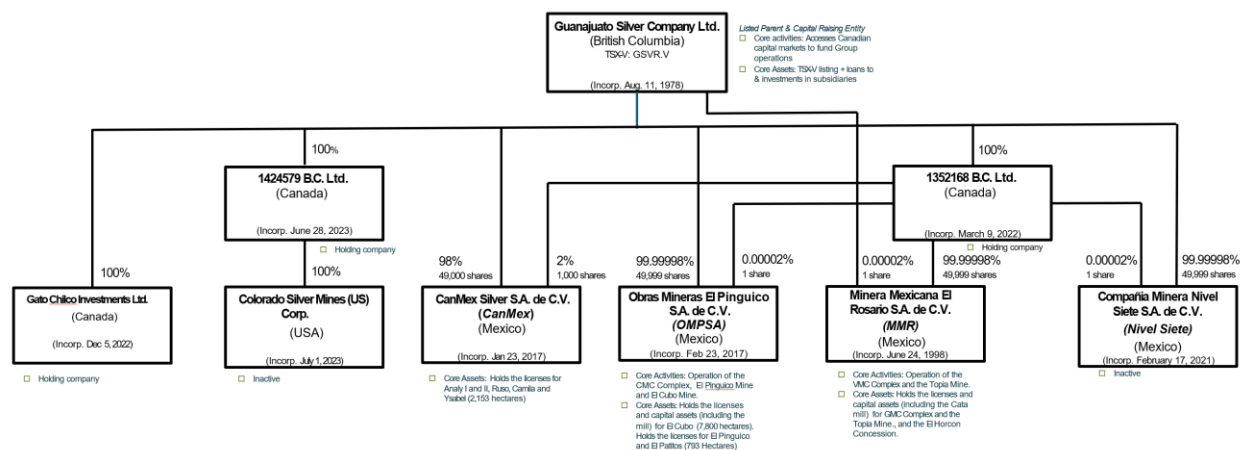 Guanajuato Silver Company Ltd.
(British Columbia)
TSX-V: GSVR.V
(Incorp. Aug. 11, 1978)
Listed Parent & Capital Raising Entity
Core activities: Accesses Canadian
capital markets to fund Group
operations
Core Assets: TSX-V listing + loans to
& investments in subsidiaries
100%
1424579 B.C. Ltd.
(Canada)
(Incorp. June 28, 2023)
Holding company
100%
1352168 B.C. Ltd.
(Canada)
(Incorp. March 9, 2022)
Holding company
100%
Gato Chilco Investments Ltd.
(Canada)
(Incorp. Dec 5, 2022)
Holding company
100%
Colorado Silver Mines (US)
Corp.
(USA)
(Incorp. July 1, 2023)
Inactive
98%
49,000 shares
2%
1,000 shares
CanMex Silver S.A. de C.V.
(CanMex)
(Mexico)
(Incorp. Jan 23, 2017)
Core Assets: Holds the licenses for
Analy I and II, Ruso, Camila and
Ysabel (2,153 hectares)
99.99998%
49,999 shares
0.00002%
1 share
Obras Mineras El Pinguico
S.A. de C.V.
(OMPSA)
(Mexico)
(Incorp. Feb 23, 2017)
Core Activities: Operation of the
CMC Complex, El Pinguico Mine
and El Cubo Mine.
Core Assets: Holds the licenses
and capital assets (including the
mill) for El Cubo (7,800 hectares).
Holds the licenses for El Pinguico
and El Patitos (793 Hectares)
0.00002%
1 share
99.99998%
49,999 shares
Minera Mexicana El
Rosario S.A. de C.V.
(MMR)
(Mexico)
(Incorp. June 24, 1998)
Core Activities: Operation of the
VMC Complex and the Topia Mine.
Core Assets: Holds the licenses and
capital assets (including the Cata
mill) for GMC Complex and the
Topia Mine., and the El Horcon
Concession.
0.00002%
1 share
99.99998%
49,999 shares
Compañia Minera Nivel
Siete S.A. de C.V.
(Nivel Siete)
(Mexico)
(Incorp. February 17, 2021)
Inactive